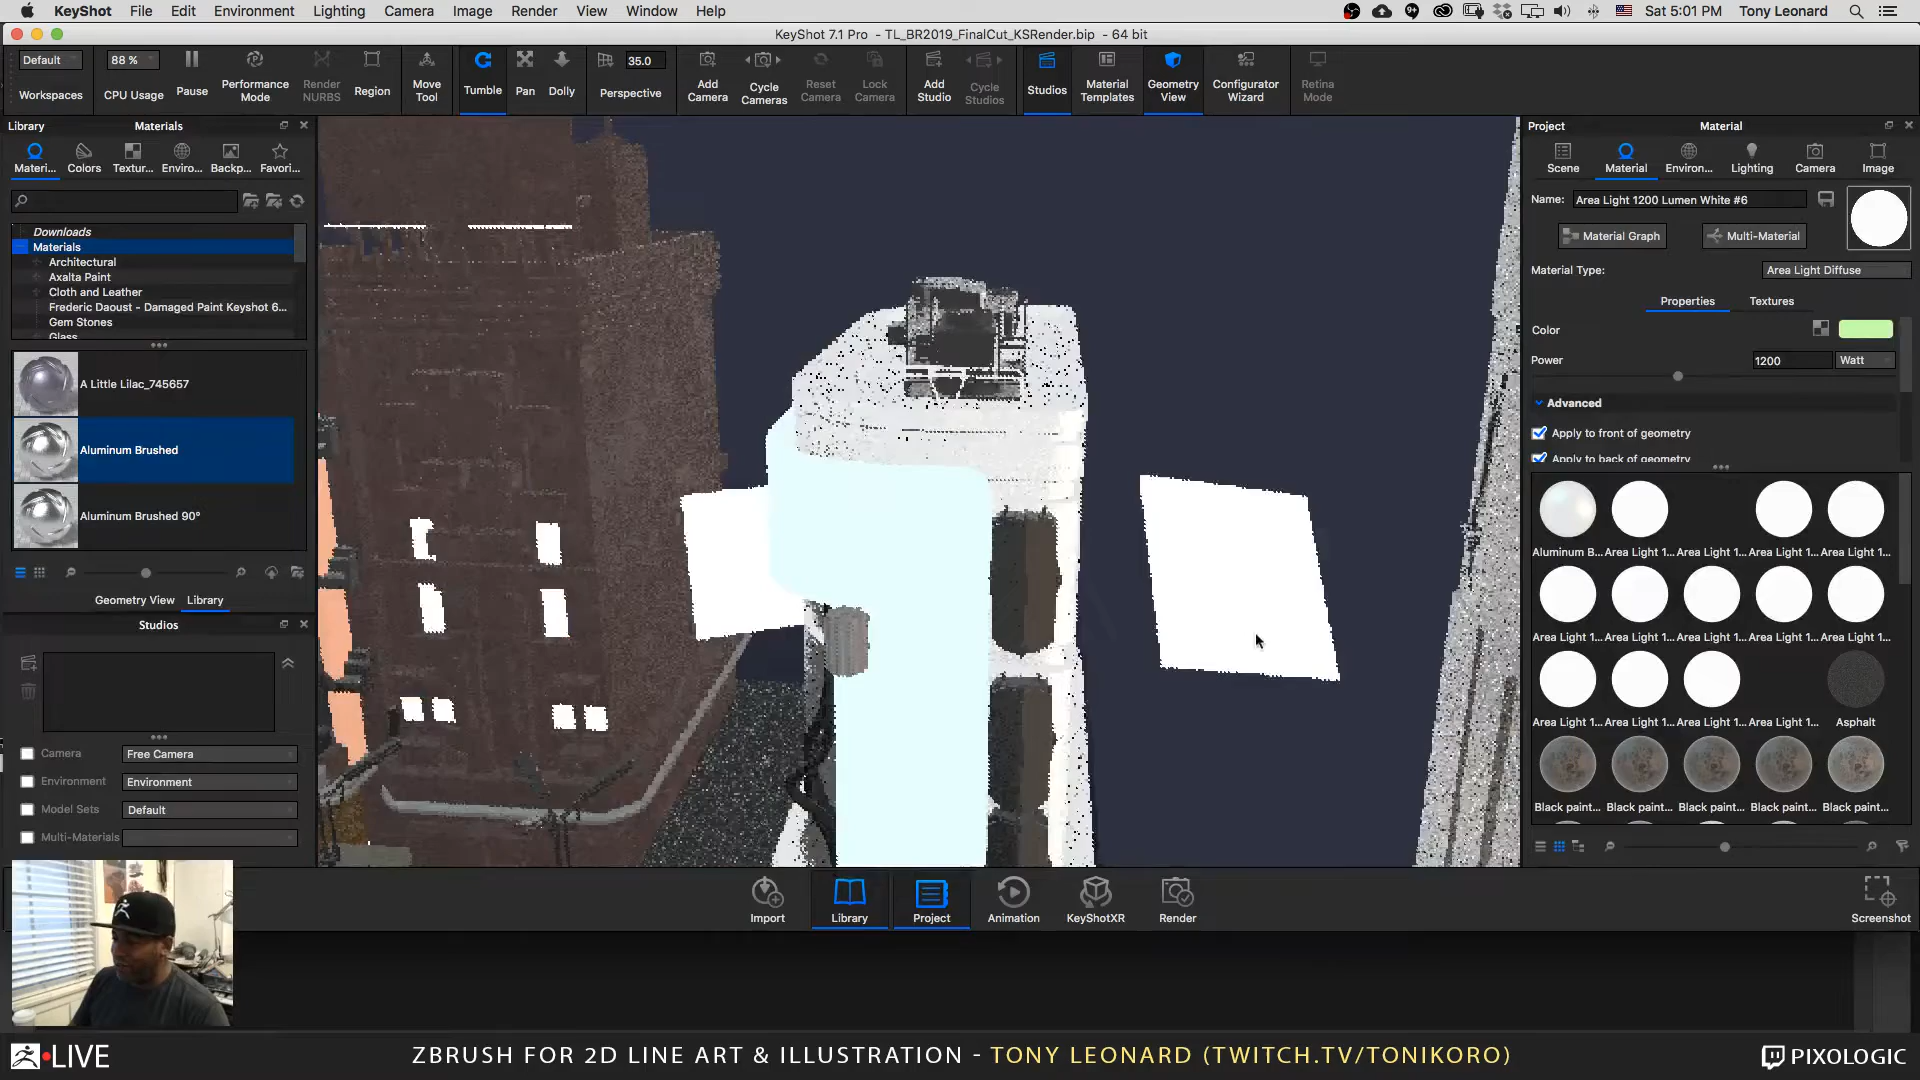 KeyShot File Edit Environment Lighting Camera Image Render View Window Help
Sat 5:01 PM Tony Leonard
KeyShot 7.1 Pro - TL_BR2019_FinalCut_KSRender.bip - 64 bit
Default
Workspaces
88 %
CPU Usage
Pause
Performance Mode
Render NURBS
Region
Move Tool
Tumble
Pan
Dolly
35.0
Perspective
Add Camera
Cycle Cameras
Reset Camera
Lock Camera
Add Studio
Cycle Studios
Studios
Material Templates
Geometry View
Configurator Wizard
Retina Mode
Library Materials
Materi... Colors Textur... Enviro... Backp... Favori...
Downloads
Materials
Architectural
Axalta Paint
Cloth and Leather
Frederic Daoust - Damaged Paint Keyshot 6...
Gem Stones
Glass
A Little Lilac_745657
Aluminum Brushed
Aluminum Brushed 90°
Geometry View Library
Studios
Camera Free Camera
Environment Environment
Model Sets Default
Multi-Materials
Project Material
Scene Material Environ... Lighting Camera Image
Name: Area Light 1200 Lumen White #6
Material Graph Multi-Material
Material Type: Area Light Diffuse
Properties Textures
Color
Power 1200 Watt
Advanced
Apply to front of geometry
Apply to back of geometry
Aluminum B... Area Light 1... Area Light 1... Area Light 1... Area Light 1...
Area Light 1... Area Light 1... Area Light 1... Area Light 1... Area Light 1...
Area Light 1... Area Light 1... Area Light 1... Area Light 1... Asphalt
Black paint... Black paint... Black paint... Black paint... Black paint...
Import Library Project Animation KeyShotXR Render
Screenshot
LIVE
ZBRUSH FOR 2D LINE ART & ILLUSTRATION - TONY LEONARD (TWITCH.TV/TONIKORO)
PIXOLOGIC